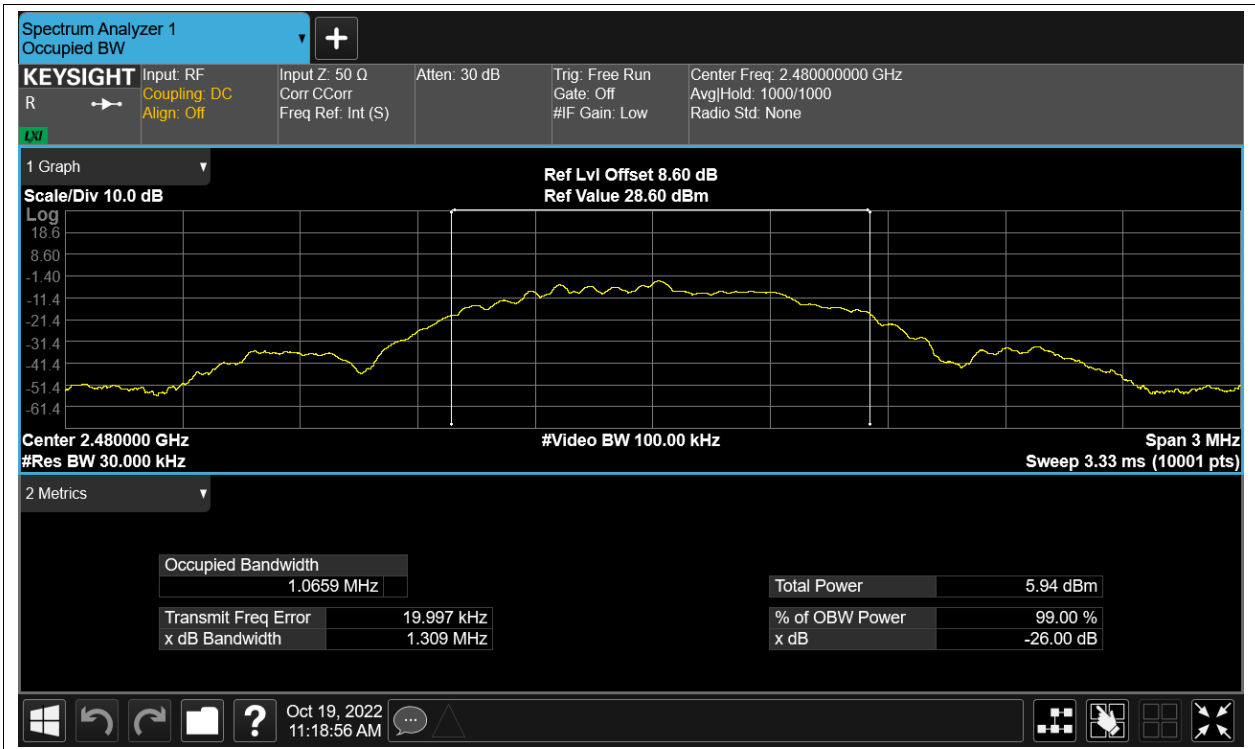 Spectrum Analyzer 1
Occupied BW
KEYSIGHT
R
LXI
Input: RF
Coupling: DC
Align: Off
Input Z: 50 Ω
Corr CCorr
Freq Ref: Int (S)
Atten: 30 dB
Trig: Free Run
Gate: Off
#IF Gain: Low
Center Freq: 2.480000000 GHz
Avg|Hold: 1000/1000
Radio Std: None
1 Graph
Scale/Div 10.0 dB
Ref Lvl Offset 8.60 dB
Ref Value 28.60 dBm
Log
18.6
8.60
-1.40
-11.4
-21.4
-31.4
-41.4
-51.4
-61.4
Center 2.480000 GHz
#Res BW 30.000 kHz
#Video BW 100.00 kHz
Span 3 MHz
Sweep 3.33 ms (10001 pts)
2 Metrics
Occupied Bandwidth
1.0659 MHz
Transmit Freq Error 19.997 kHz
x dB Bandwidth 1.309 MHz
Total Power 5.94 dBm
% of OBW Power 99.00 %
x dB -26.00 dB
?
Oct 19, 2022
11:18:56 AM